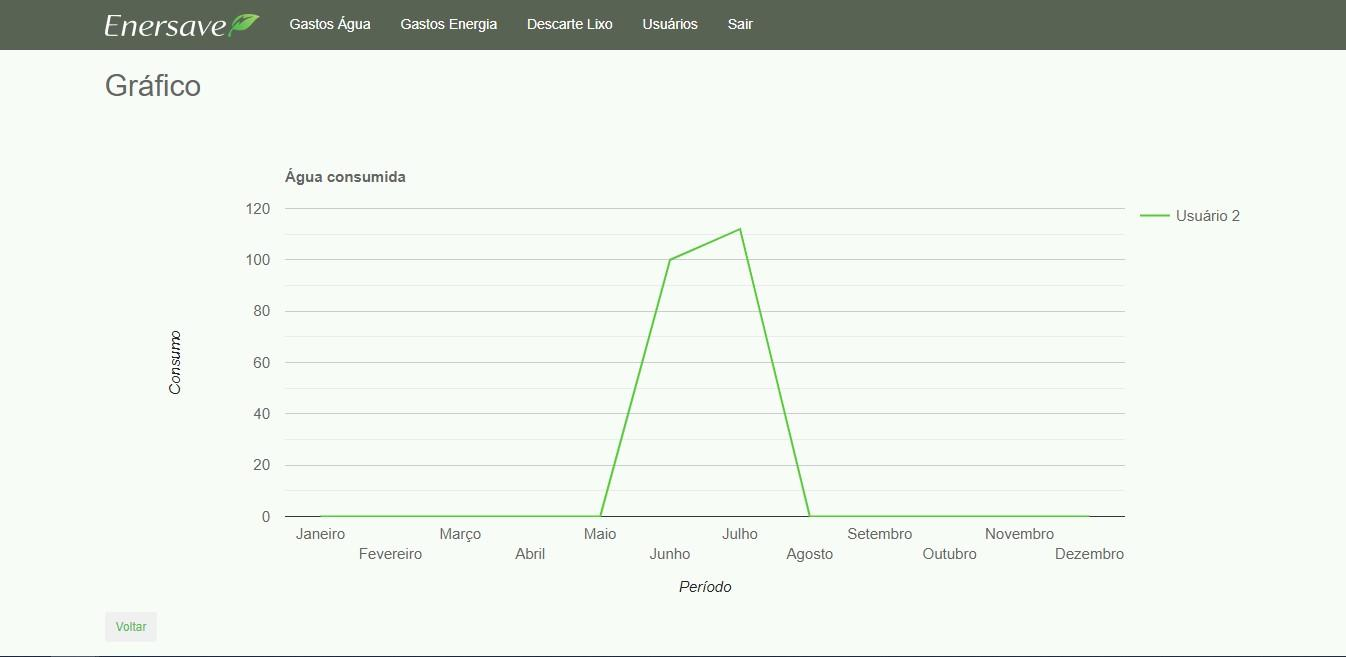 Enersave Gastos Água Gastos Energia Descarte Lixo Usuários Sair
Gráfico
Água consumida
120
Usuário 2
100
80
60
40
20
0
Consumo
Janeiro Março Maio Julho Setembro Novembro
Fevereiro Abril Junho Agosto Outubro Dezembro
Período
Voltar